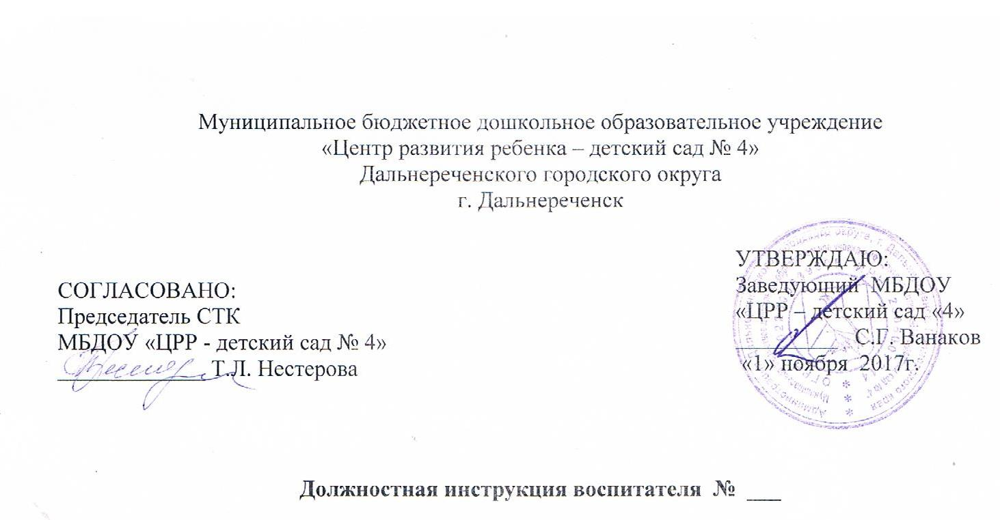 Муниципальное бюджетное дошкольное образовательное учреждение
«Центр развития ребенка – детский сад № 4»
Дальнереченского городского округа
г. Дальнереченск
СОГЛАСОВАНО:
Председатель СТК
МБДОУ «ЦРР - детский сад № 4»
______________ Т.Л. Нестерова
УТВЕРЖДАЮ:
Заведующий МБДОУ
«ЦРР – детский сад «4»
_________ С.Г. Ванаков
«1» ноября 2017г.
Должностная инструкция воспитателя № ___